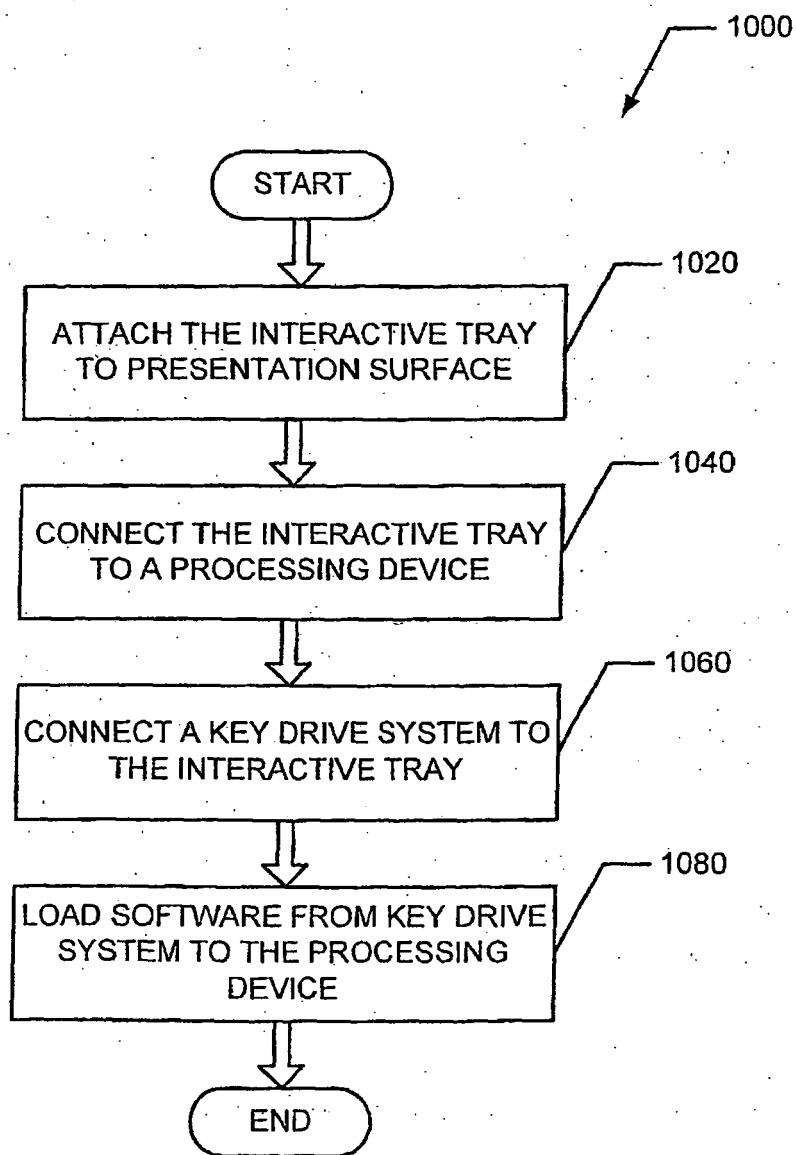 1000
START
1020
ATTACH THE INTERACTIVE TRAY
TO PRESENTATION SURFACE
1040
CONNECT THE INTERACTIVE TRAY
TO A PROCESSING DEVICE
1060
CONNECT A KEY DRIVE SYSTEM TO
THE INTERACTIVE TRAY
1080
LOAD SOFTWARE FROM KEY DRIVE
SYSTEM TO THE PROCESSING
DEVICE
END